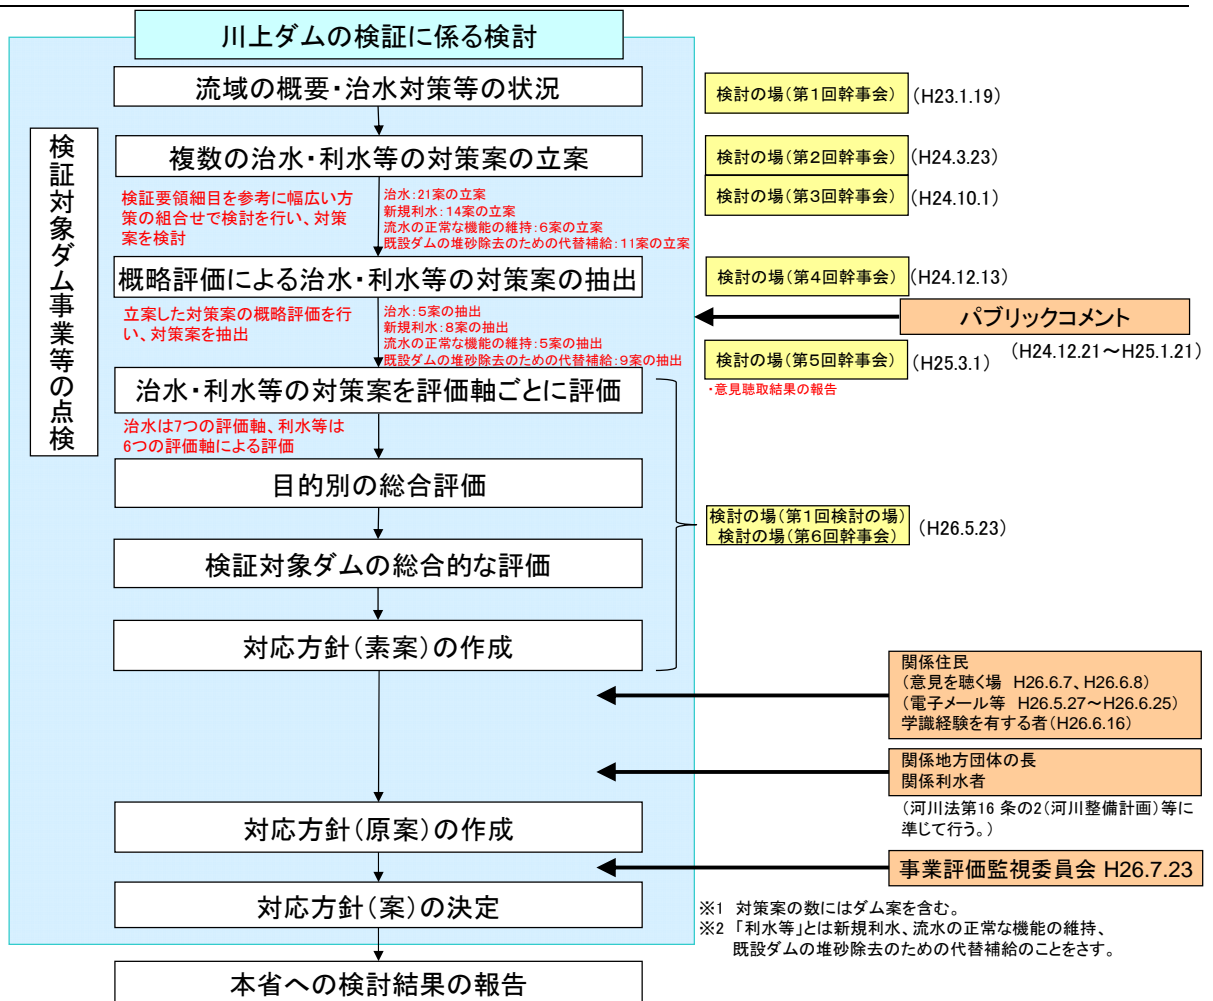 川上ダムの検証に係る検討
流域の概要・治水対策等の状況
検討の場(第1回幹事会)
(H23.1.19)
検証対象ダム事業等の点検
複数の治水・利水等の対策案の立案
検討の場(第2回幹事会)
(H24.3.23)
検討の場(第3回幹事会)
(H24.10.1)
検証要領細目を参考に幅広い方
策の組合せで検討を行い、対策
案を検討
治水:21案の立案
新規利水:14案の立案
流水の正常な機能の維持:6案の立案
既設ダムの堆砂除去のための代替補給:11案の立案
概略評価による治水・利水等の対策案の抽出
検討の場(第4回幹事会)
(H24.12.13)
立案した対策案の概略評価を行
い、対策案を抽出
治水:5案の抽出
新規利水:8案の抽出
流水の正常な機能の維持:5案の抽出
既設ダムの堆砂除去のための代替補給:9案の抽出
パブリックコメント
(H24.12.21~H25.1.21)
検討の場(第5回幹事会)
(H25.3.1)
・意見聴取結果の報告
治水・利水等の対策案を評価軸ごとに評価
治水は7つの評価軸、利水等は
6つの評価軸による評価
目的別の総合評価
検討の場(第1回検討の場)
検討の場(第6回幹事会)
(H26.5.23)
検証対象ダムの総合的な評価
対応方針(素案)の作成
関係住民
(意見を聴く場 H26.6.7、H26.6.8)
(電子メール等 H26.5.27~H26.6.25)
学識経験を有する者(H26.6.16)
関係地方団体の長
関係利水者
(河川法第16 条の2(河川整備計画)等に
準じて行う。)
対応方針(原案)の作成
事業評価監視委員会 H26.7.23
対応方針(案)の決定
※1 対策案の数にはダム案を含む。
※2 「利水等」とは新規利水、流水の正常な機能の維持、
既設ダムの堆砂除去のための代替補給のことをさす。
本省への検討結果の報告